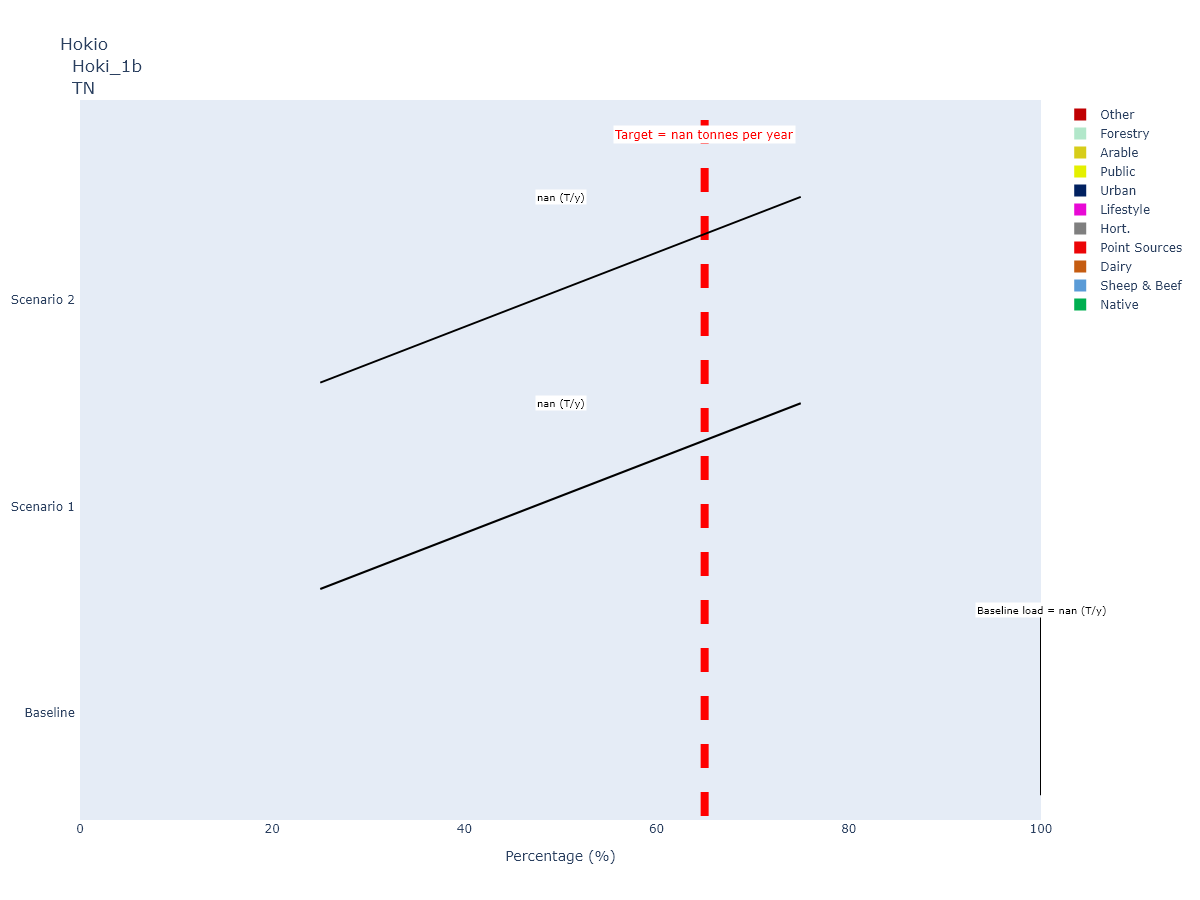 Hokio
Hoki_1b
TN
Target = nan tonnes per year
nan (T/y)
Scenario 2
nan (T/y)
Scenario 1
Baseline load = nan (T/y)
Baseline
0 20 40 60 80 100
Percentage (%)
Other
Forestry
Arable
Public
Urban
Lifestyle
Hort.
Point Sources
Dairy
Sheep & Beef
Native